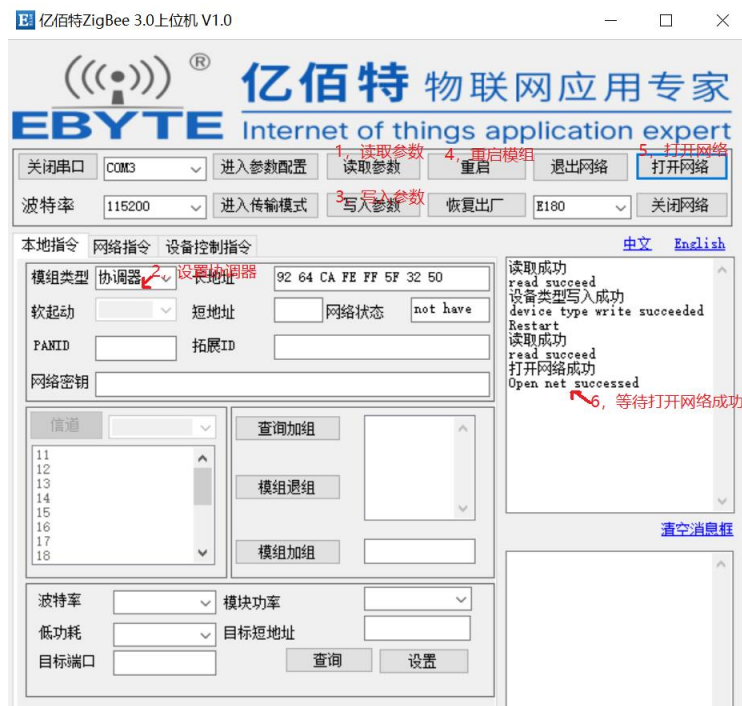 亿佰特ZigBee 3.0上位机 V1.0
®
亿佰特 物联网应用专家
EBYTE Internet of things application expert
1，读取参数 4，重启模组 5，打开网络
关闭串口 COM3 进入参数配置 读取参数 重启 退出网络 打开网络
3，写入参数
波特率 115200 进入传输模式 写入参数 恢复出厂 E180 关闭网络
本地指令 网络指令 设备控制指令 中文 English
2，设置协调器
模组类型 协调器 长地址 92 64 CA FE FF 5F 32 50
软起动 短地址 网络状态 not have
PANID 拓展ID
网络密钥
读取成功
read succeed
设备类型写入成功
device type write succeeded
Restart
读取成功
read succeed
打开网络成功
Open net successed
6，等待打开网络成功
信道
11
12
13
14
15
16
17
18
查询加组
模组退组
模组加组
清空消息框
波特率 模块功率
低功耗 目标短地址
目标端口 查询 设置